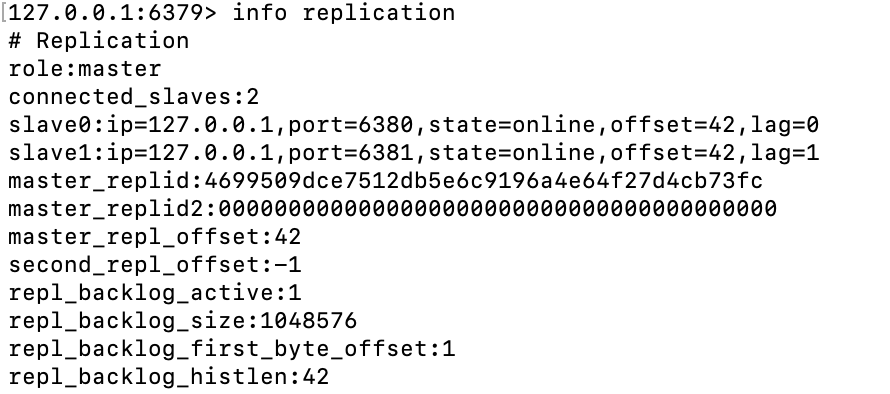 [127.0.0.1:6379> info replication
# Replication
role:master
connected_slaves:2
slave0:ip=127.0.0.1,port=6380,state=online,offset=42,lag=0
slave1:ip=127.0.0.1,port=6381,state=online,offset=42,lag=1
master_replid:4699509dce7512db5e6c9196a4e64f27d4cb73fc
master_replid2:0000000000000000000000000000000000000000
master_repl_offset:42
second_repl_offset:-1
repl_backlog_active:1
repl_backlog_size:1048576
repl_backlog_first_byte_offset:1
repl_backlog_histlen:42